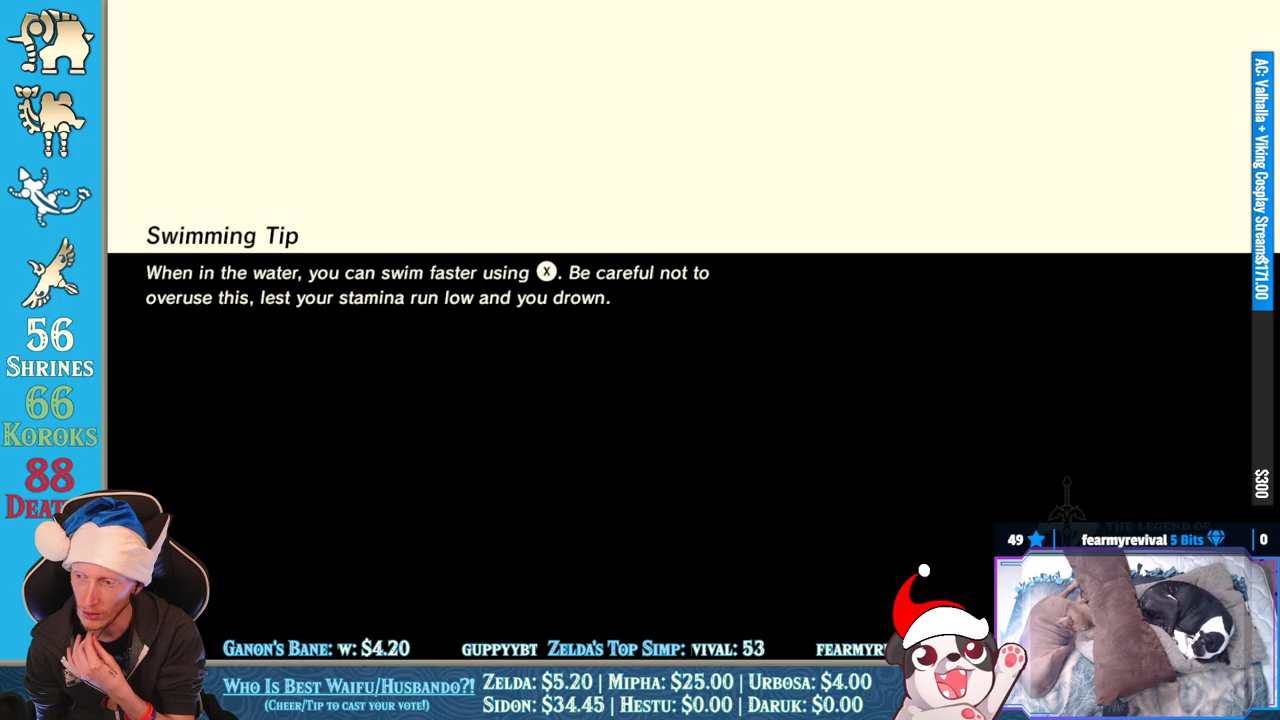 Swimming Tip
When in the water, you can swim faster using X. Be careful not to
overuse this, lest your stamina run low and you drown.
56
Shrines
66
Koroks
88
AC: Valhalla + Viking Cosplay Streams $171.00
$300
THE LEGEND OF
49 fearmyrevival 5 Bits 0
Ganon's Bane: w: $4.20 guppyybt Zelda's Top Simp: vival: 53
Who Is Best Waifu/Husbando?!
(Cheer/Tip to cast your vote!)
Zelda: $5.20 | Mipha: $25.00 | Urbosa: $4.00
Sidon: $34.45 | Hestu: $0.00 | Daruk: $0.00